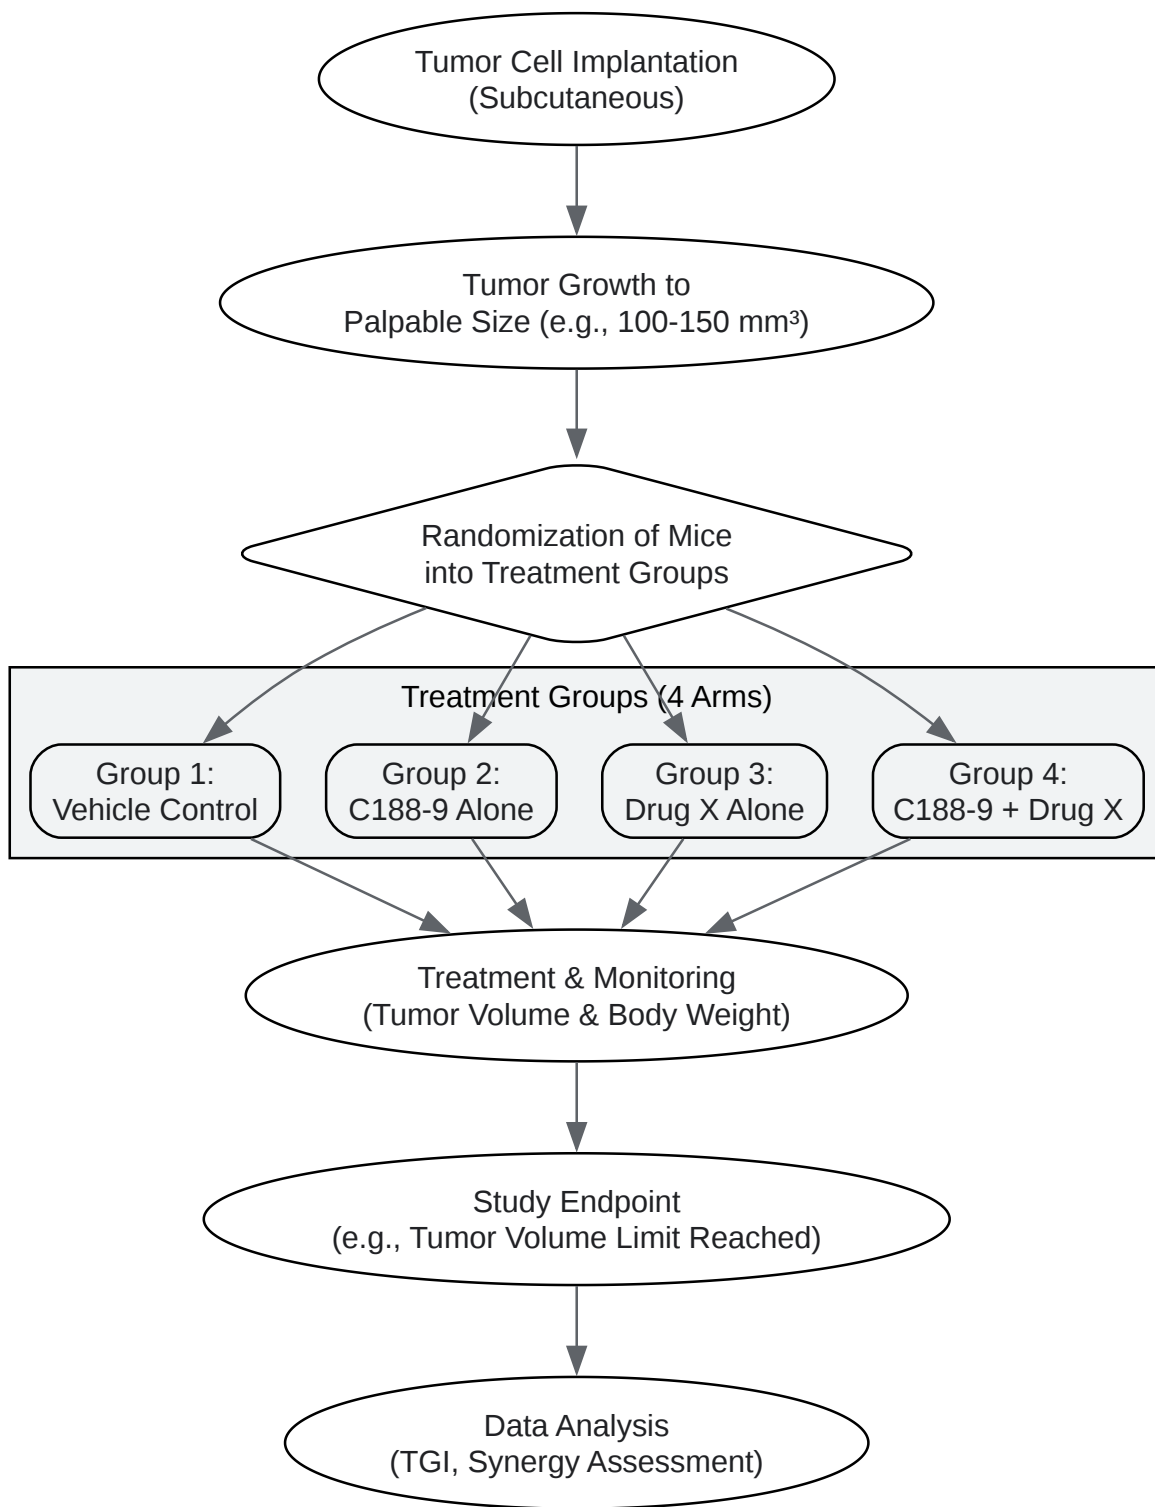 Tumor Cell Implantation
(Subcutaneous)
Tumor Growth to
Palpable Size (e.g., 100-150 mm³)
Randomization of Mice
into Treatment Groups
Treatment Groups (4 Arms)
Group 1:
Vehicle Control
Group 2:
C188-9 Alone
Group 3:
Drug X Alone
Group 4:
C188-9 + Drug X
Treatment & Monitoring
(Tumor Volume & Body Weight)
Study Endpoint
(e.g., Tumor Volume Limit Reached)
Data Analysis
(TGI, Synergy Assessment)